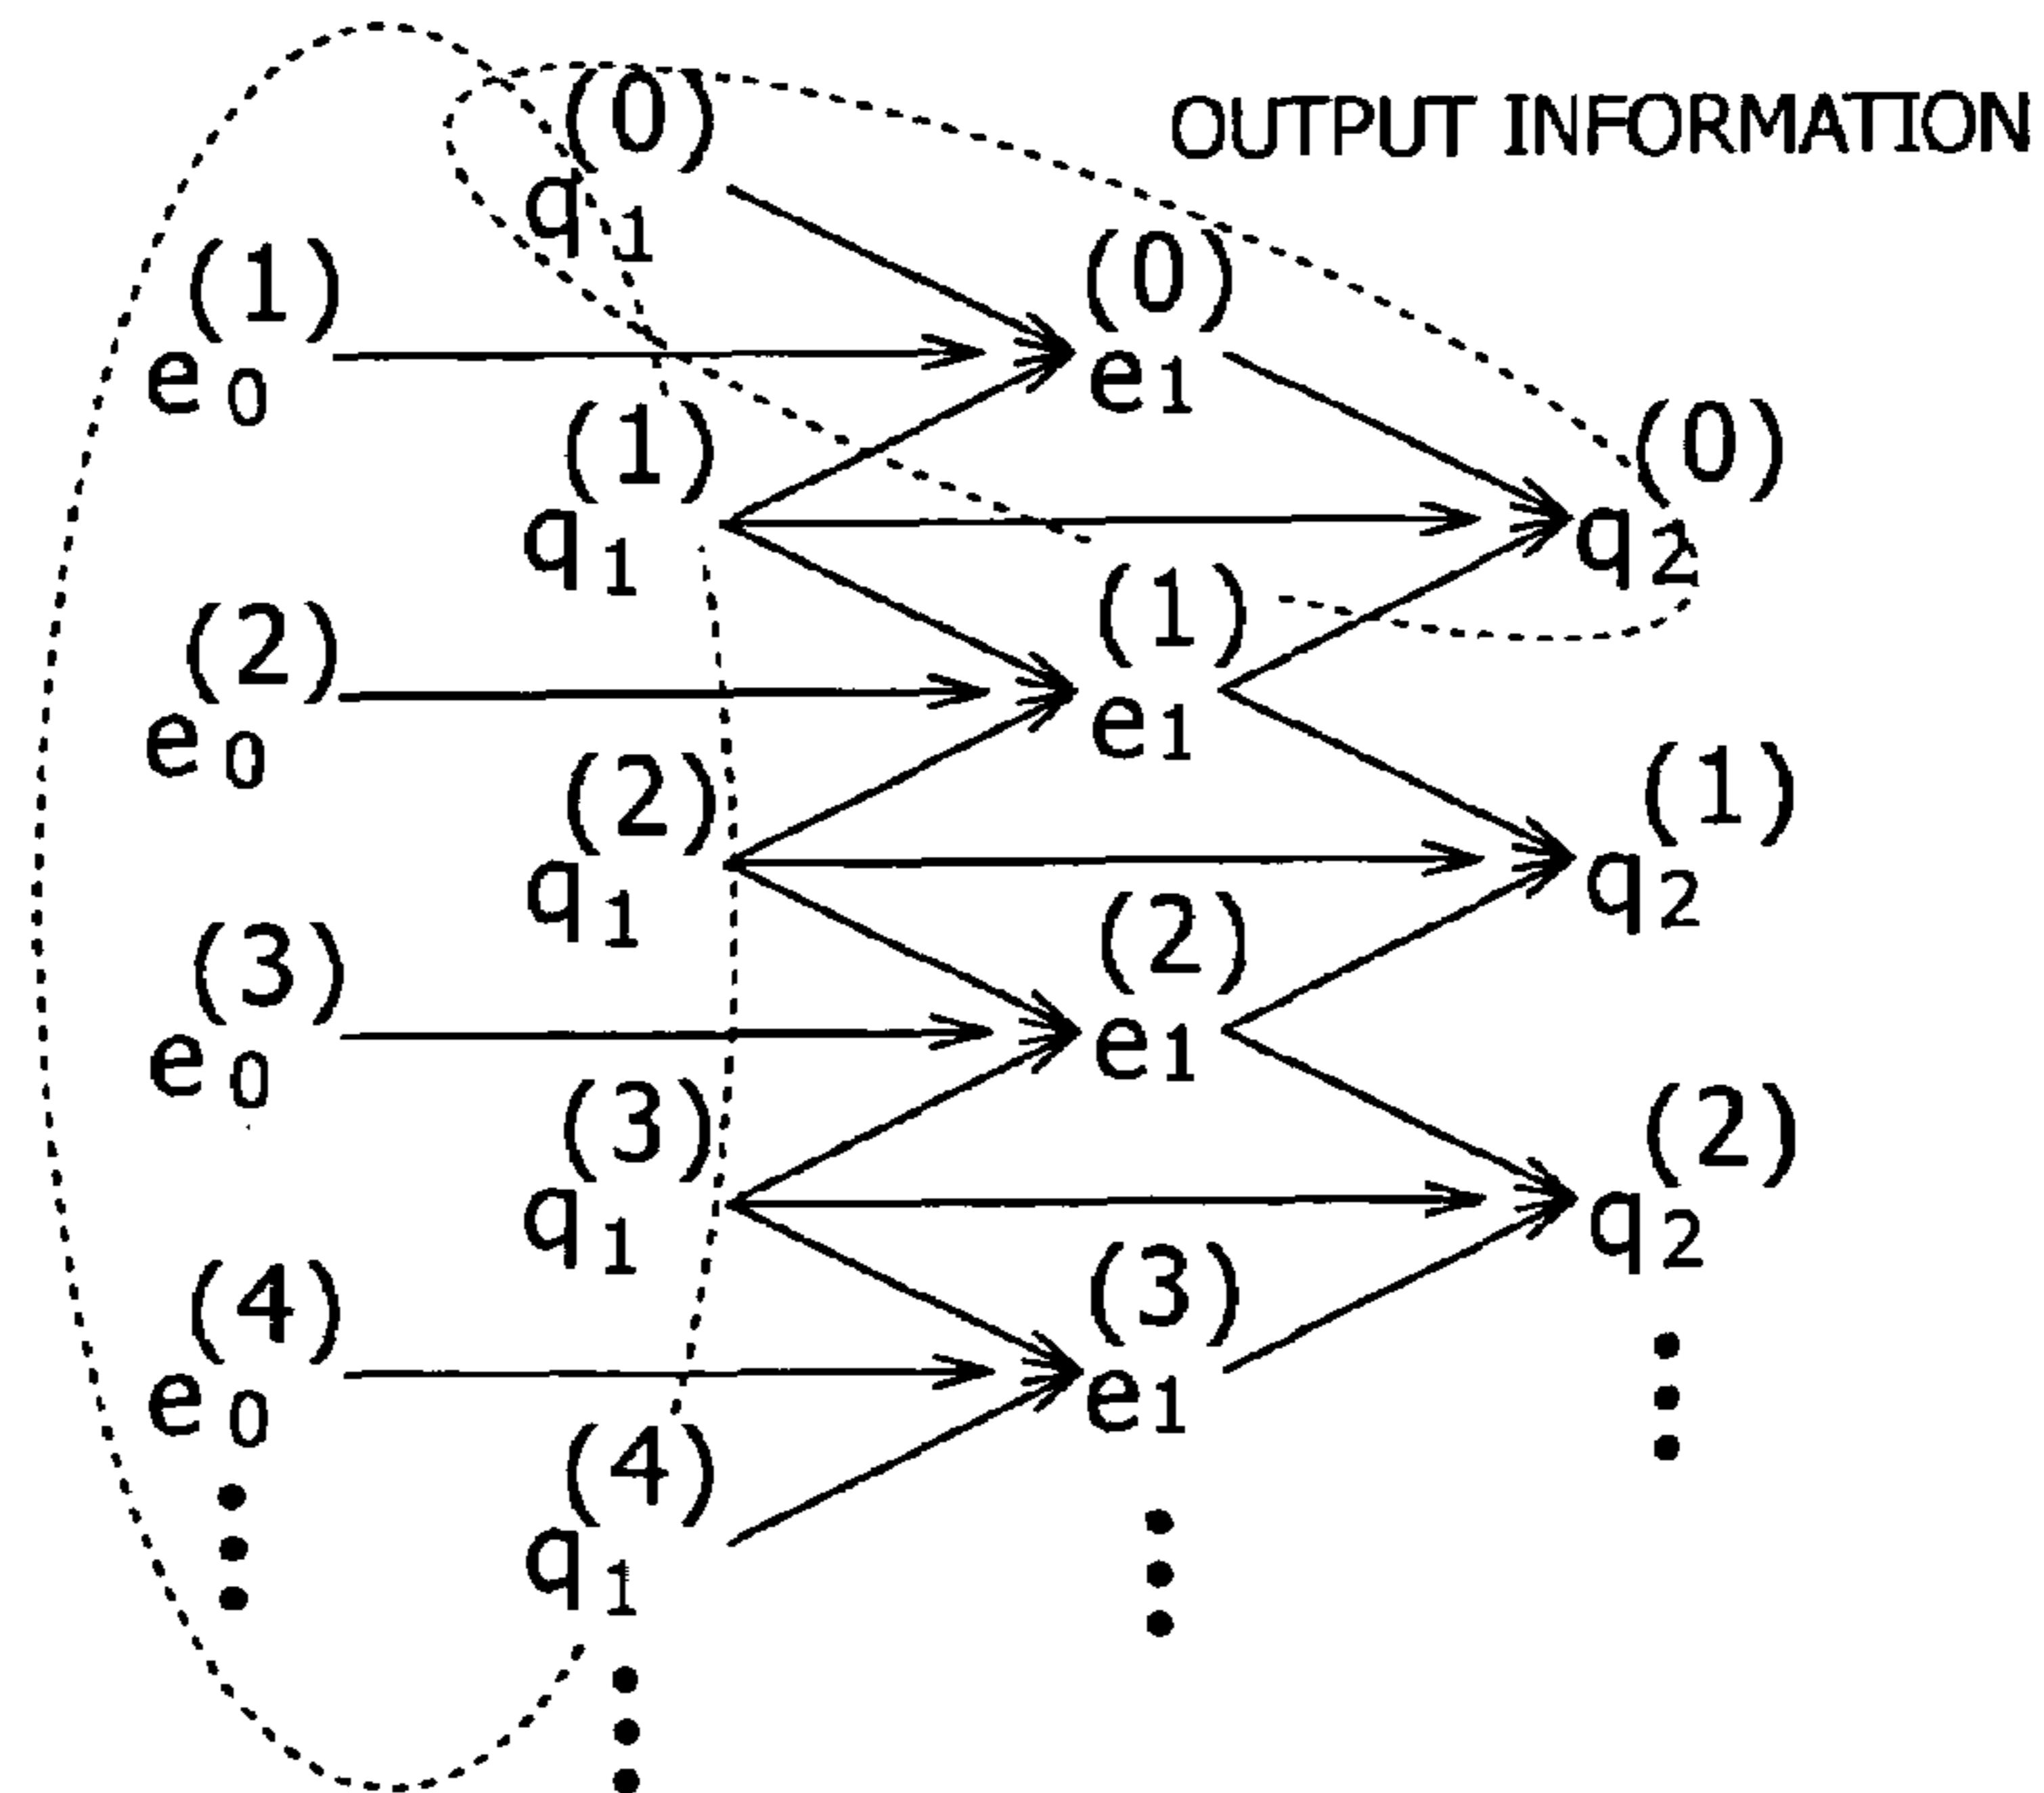 OUTPUT INFORMATION
q₁⁽⁰⁾
e₀⁽¹⁾
e₁⁽⁰⁾
q₁⁽¹⁾
q₂⁽⁰⁾
e₀⁽²⁾
e₁⁽¹⁾
q₁⁽²⁾
q₂⁽¹⁾
e₀⁽³⁾
e₁⁽²⁾
q₁⁽³⁾
q₂⁽²⁾
e₀⁽⁴⁾
e₁⁽³⁾
q₁⁽⁴⁾